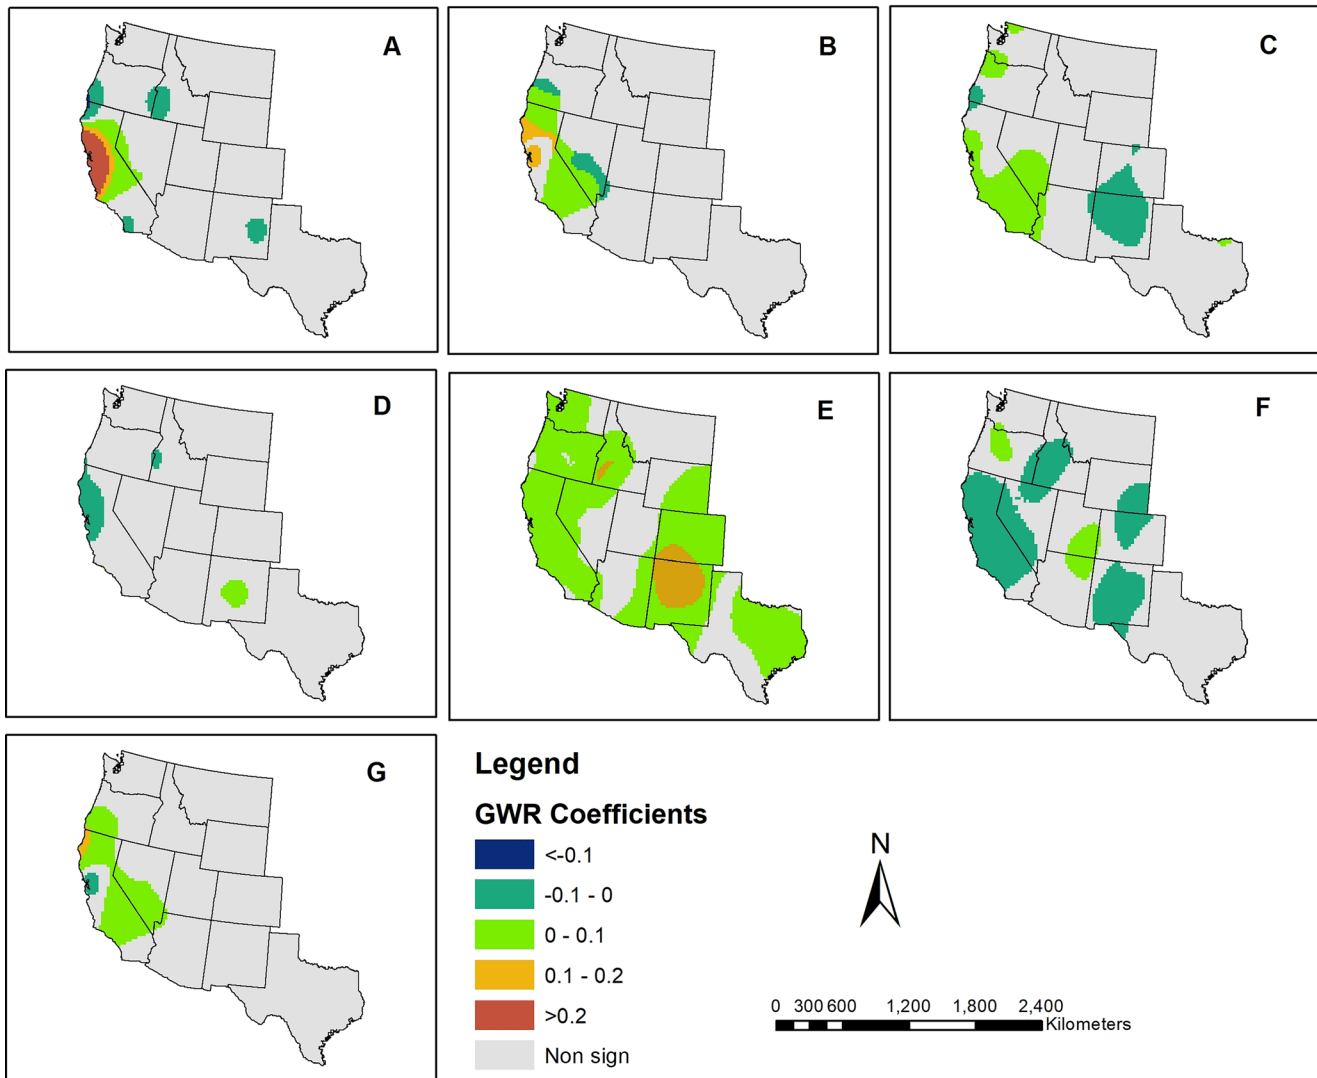 A
B
C
D
E
F
G
Legend
GWR Coefficients
<-0.1
-0.1 - 0
0 - 0.1
0.1 - 0.2
>0.2
Non sign
N
0 300 600 1,200 1,800 2,400
Kilometers